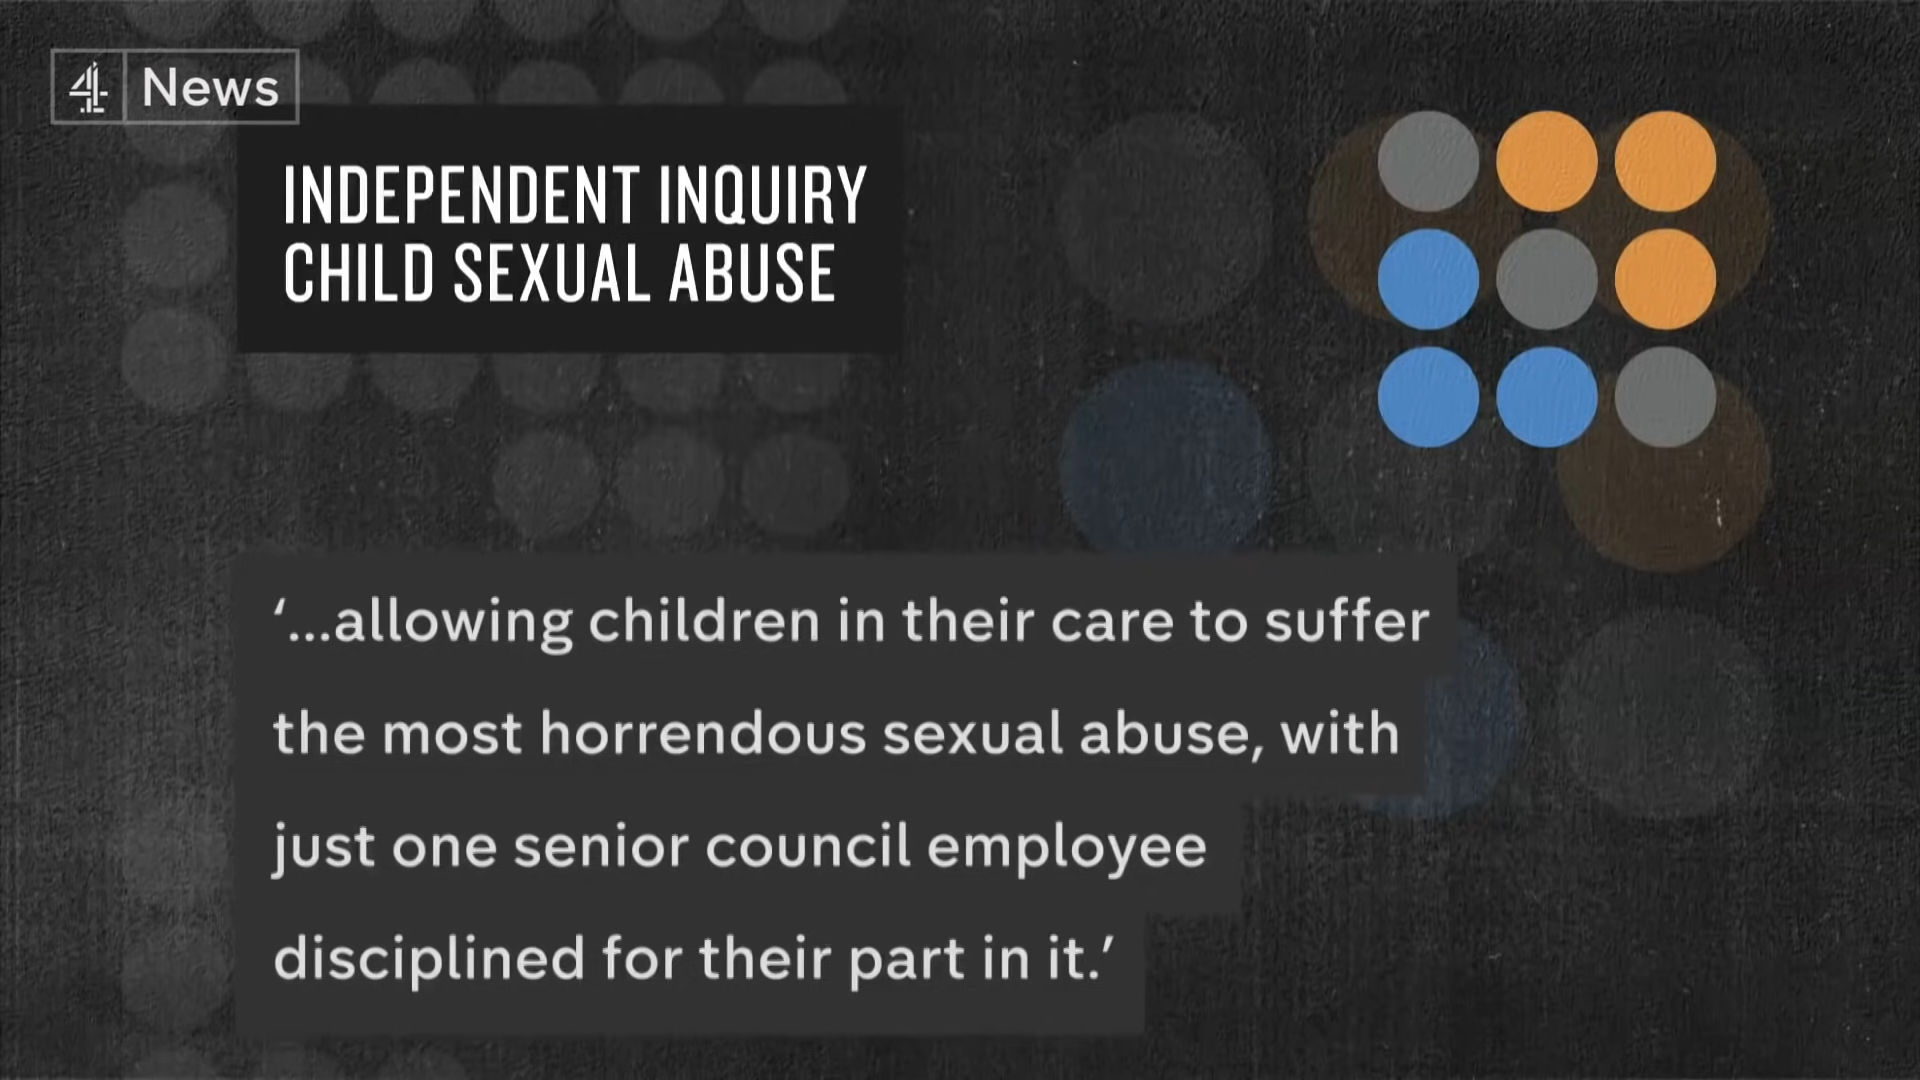 4 News
INDEPENDENT INQUIRY
CHILD SEXUAL ABUSE
‘...allowing children in their care to suffer
the most horrendous sexual abuse, with
just one senior council employee
disciplined for their part in it.’